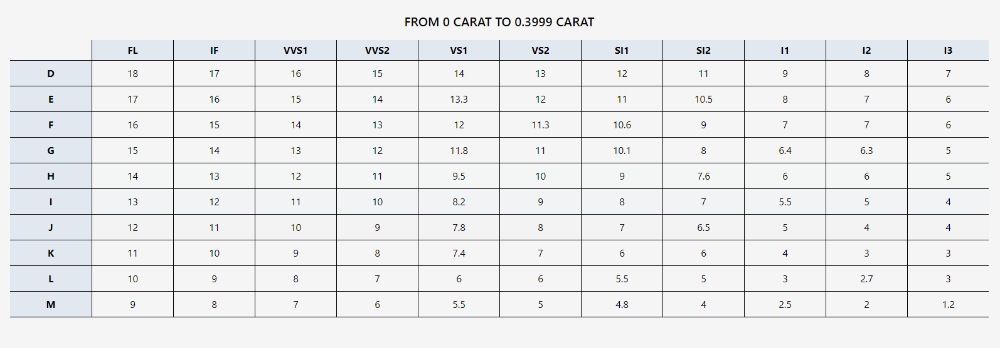 FROM 0 CARAT TO 0.3999 CARAT
FL IF VVS1 VVS2 VS1 VS2 SI1 SI2 I1 I2 I3
D 18 17 16 15 14 13 12 11 9 8 7
E 17 16 15 14 13.3 12 11 10.5 8 7 6
F 16 15 14 13 12 11.3 10.6 9 7 7 6
G 15 14 13 12 11.8 11 10.1 8 6.4 6.3 5
H 14 13 12 11 9.5 10 9 7.6 6 6 5
I 13 12 11 10 8.2 9 8 7 5.5 5 4
J 12 11 10 9 7.8 8 7 6.5 5 4 4
K 11 10 9 8 7.4 7 6 6 4 3 3
L 10 9 8 7 6 6 5.5 5 3 2.7 3
M 9 8 7 6 5.5 5 4.8 4 2.5 2 1.2